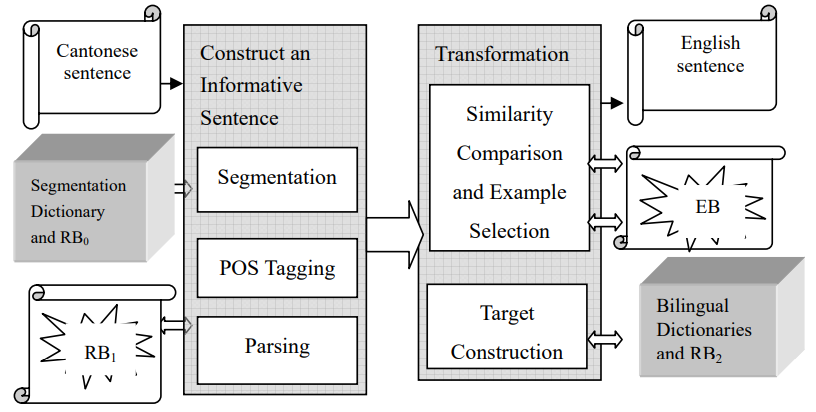 Cantonese
sentence
Segmentation
Dictionary
and RB₀
RB₁
Construct an
Informative
Sentence
Segmentation
POS Tagging
Parsing
Transformation
Similarity
Comparison
and Example
Selection
Target
Construction
English
sentence
EB
Bilingual
Dictionaries
and RB₂